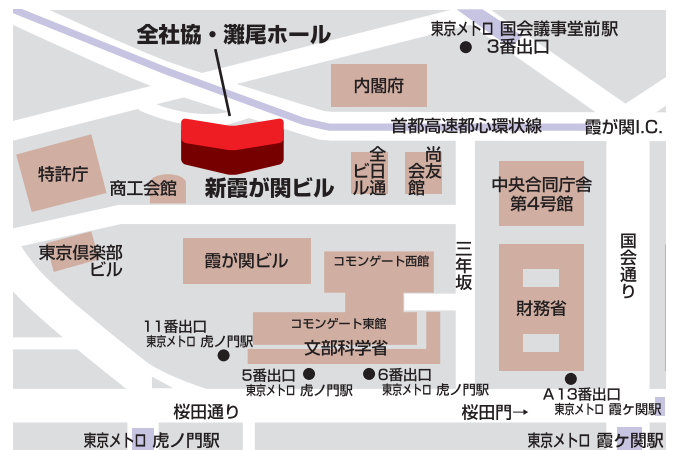 東京メトロ 国会議事堂前駅
3番出口
全社協・灘尾ホール
内閣府
首都高速都心環状線
霞が関I.C.
特許庁
商工会館
新霞が関ビル
全日通
ビル
尚友
会館
中央合同庁舎
第4号館
東京倶楽部
ビル
霞が関ビル
コモンゲート西館
三年坂
国会通り
財務省
コモンゲート東館
文部科学省
11番出口
東京メトロ 虎ノ門駅
5番出口
東京メトロ 虎ノ門駅
6番出口
東京メトロ 虎ノ門駅
A13番出口
東京メトロ 霞ケ関駅
桜田通り
桜田門→
東京メトロ 虎ノ門駅
東京メトロ 霞ケ関駅